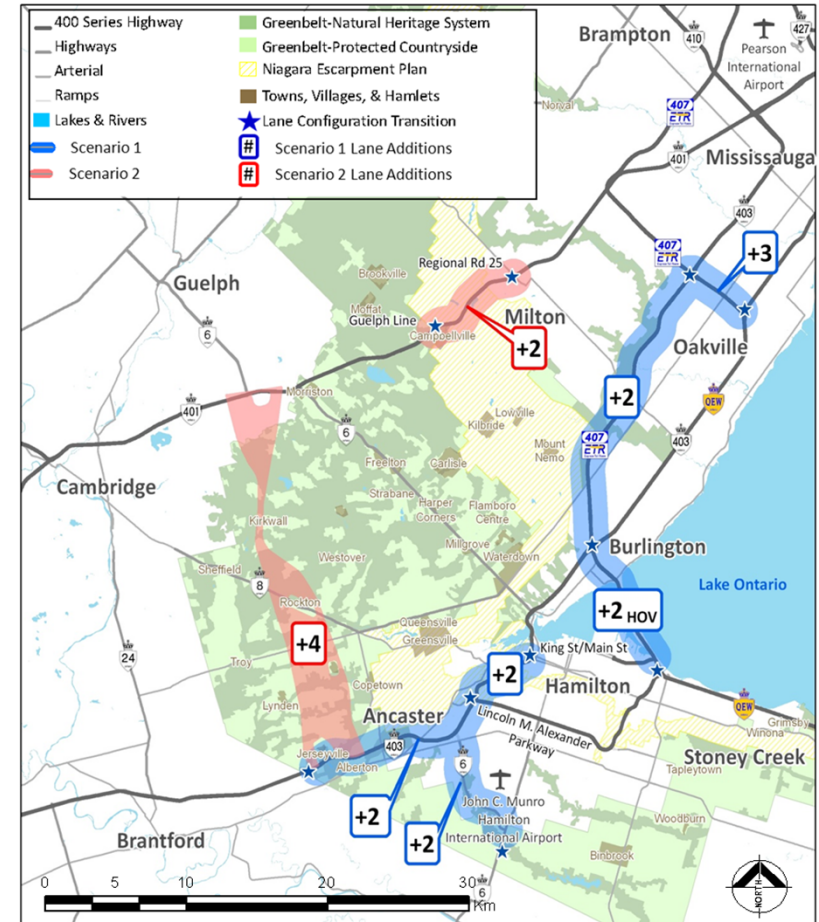 400 Series Highway
Highways
Arterial
Ramps
Lakes & Rivers
Scenario 1
Scenario 2
Greenbelt-Natural Heritage System
Greenbelt-Protected Countryside
Niagara Escarpment Plan
Towns, Villages, & Hamlets
Lane Configuration Transition
# Scenario 1 Lane Additions
# Scenario 2 Lane Additions
Brampton
410
427
Pearson
International
Airport
Norval
407
ETR
401
Mississauga
403
407
ETR
+3
Regional Rd 25
Brookville
Guelph
Moffat
Guelph Line
Milton
Campbellville
6
+2
Oakville
Morriston
+2
QEW
401
Lowville
Kilbride
6
407
ETR
403
Mount
Nemo
Freelton
Carlisle
Cambridge
Strabane
Harper
Corners
Flamboro
Centre
Kirkwall
Millgrove
Burlington
Waterdown
Westover
Sheffield
8
Lake Ontario
Rockton
+2 HOV
Queensville
Greensville
+4
King St/Main St
24
Troy
+2
Copetown
Hamilton
Lynden
QEW
Ancaster
Lincoln M. Alexander
Parkway
Grimsby
Winona
403
Jerseyville
Alberton
Stoney Creek
6
Tapleytown
John C. Munro
Hamilton
International Airport
+2
+2
Woodburn
Brantford
Binbrook
6
0 5 10 20 30
Km
NORTH